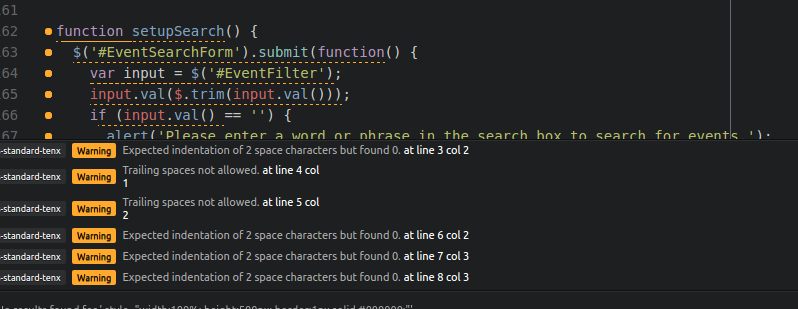 61
62 function setupSearch() {
63 $('#EventSearchForm').submit(function() {
64 var input = $('#EventFilter');
65 input.val($.trim(input.val()));
66 if (input.val() == '') {
67 alert('Please enter a word or phrase in the search box to search for events.');
-standard-tenx Warning Expected indentation of 2 space characters but found 0. at line 3 col 2
-standard-tenx Warning Trailing spaces not allowed. at line 4 col
1
-standard-tenx Warning Trailing spaces not allowed. at line 5 col
2
-standard-tenx Warning Expected indentation of 2 space characters but found 0. at line 6 col 2
-standard-tenx Warning Expected indentation of 2 space characters but found 0. at line 7 col 3
-standard-tenx Warning Expected indentation of 2 space characters but found 0. at line 8 col 3